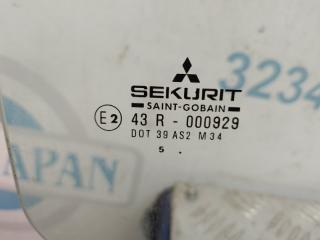 SEKURIT
SAINT-GOBAIN
E2 43 R - 000929
DOT 39 AS2 M34
5 .
3234
JAPAN